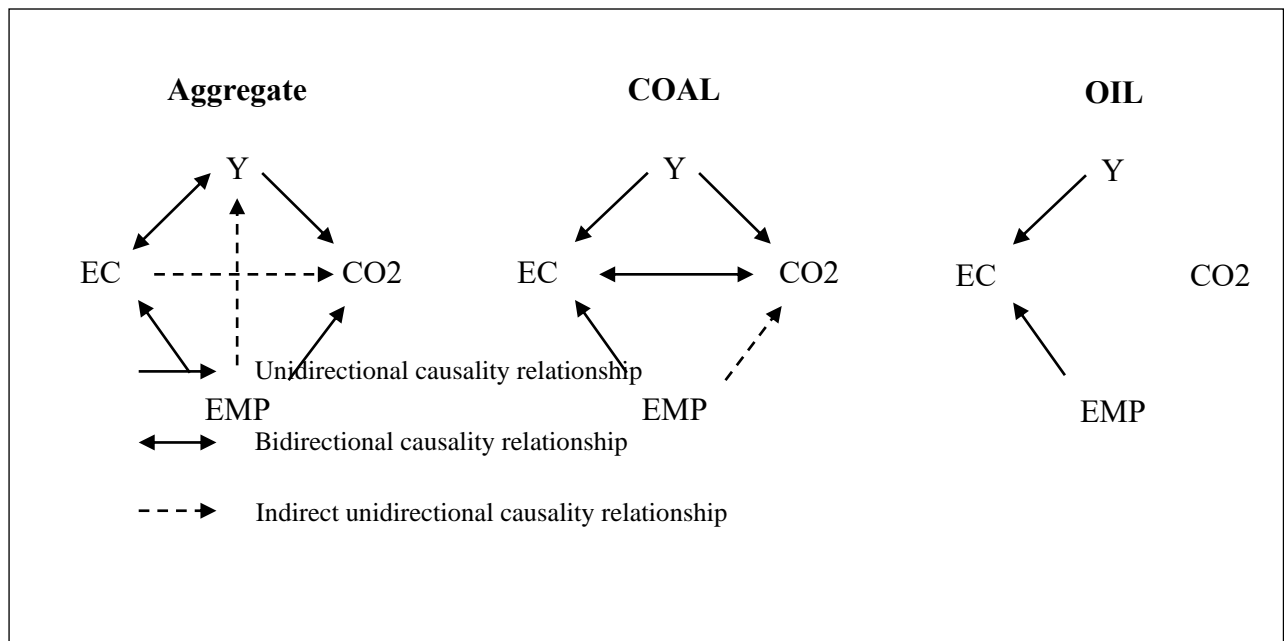 Aggregate COAL OIL
Y Y Y
EC CO2 EC CO2 EC CO2
Unidirectional causality relationship
EMP EMP EMP
Bidirectional causality relationship
Indirect unidirectional causality relationship